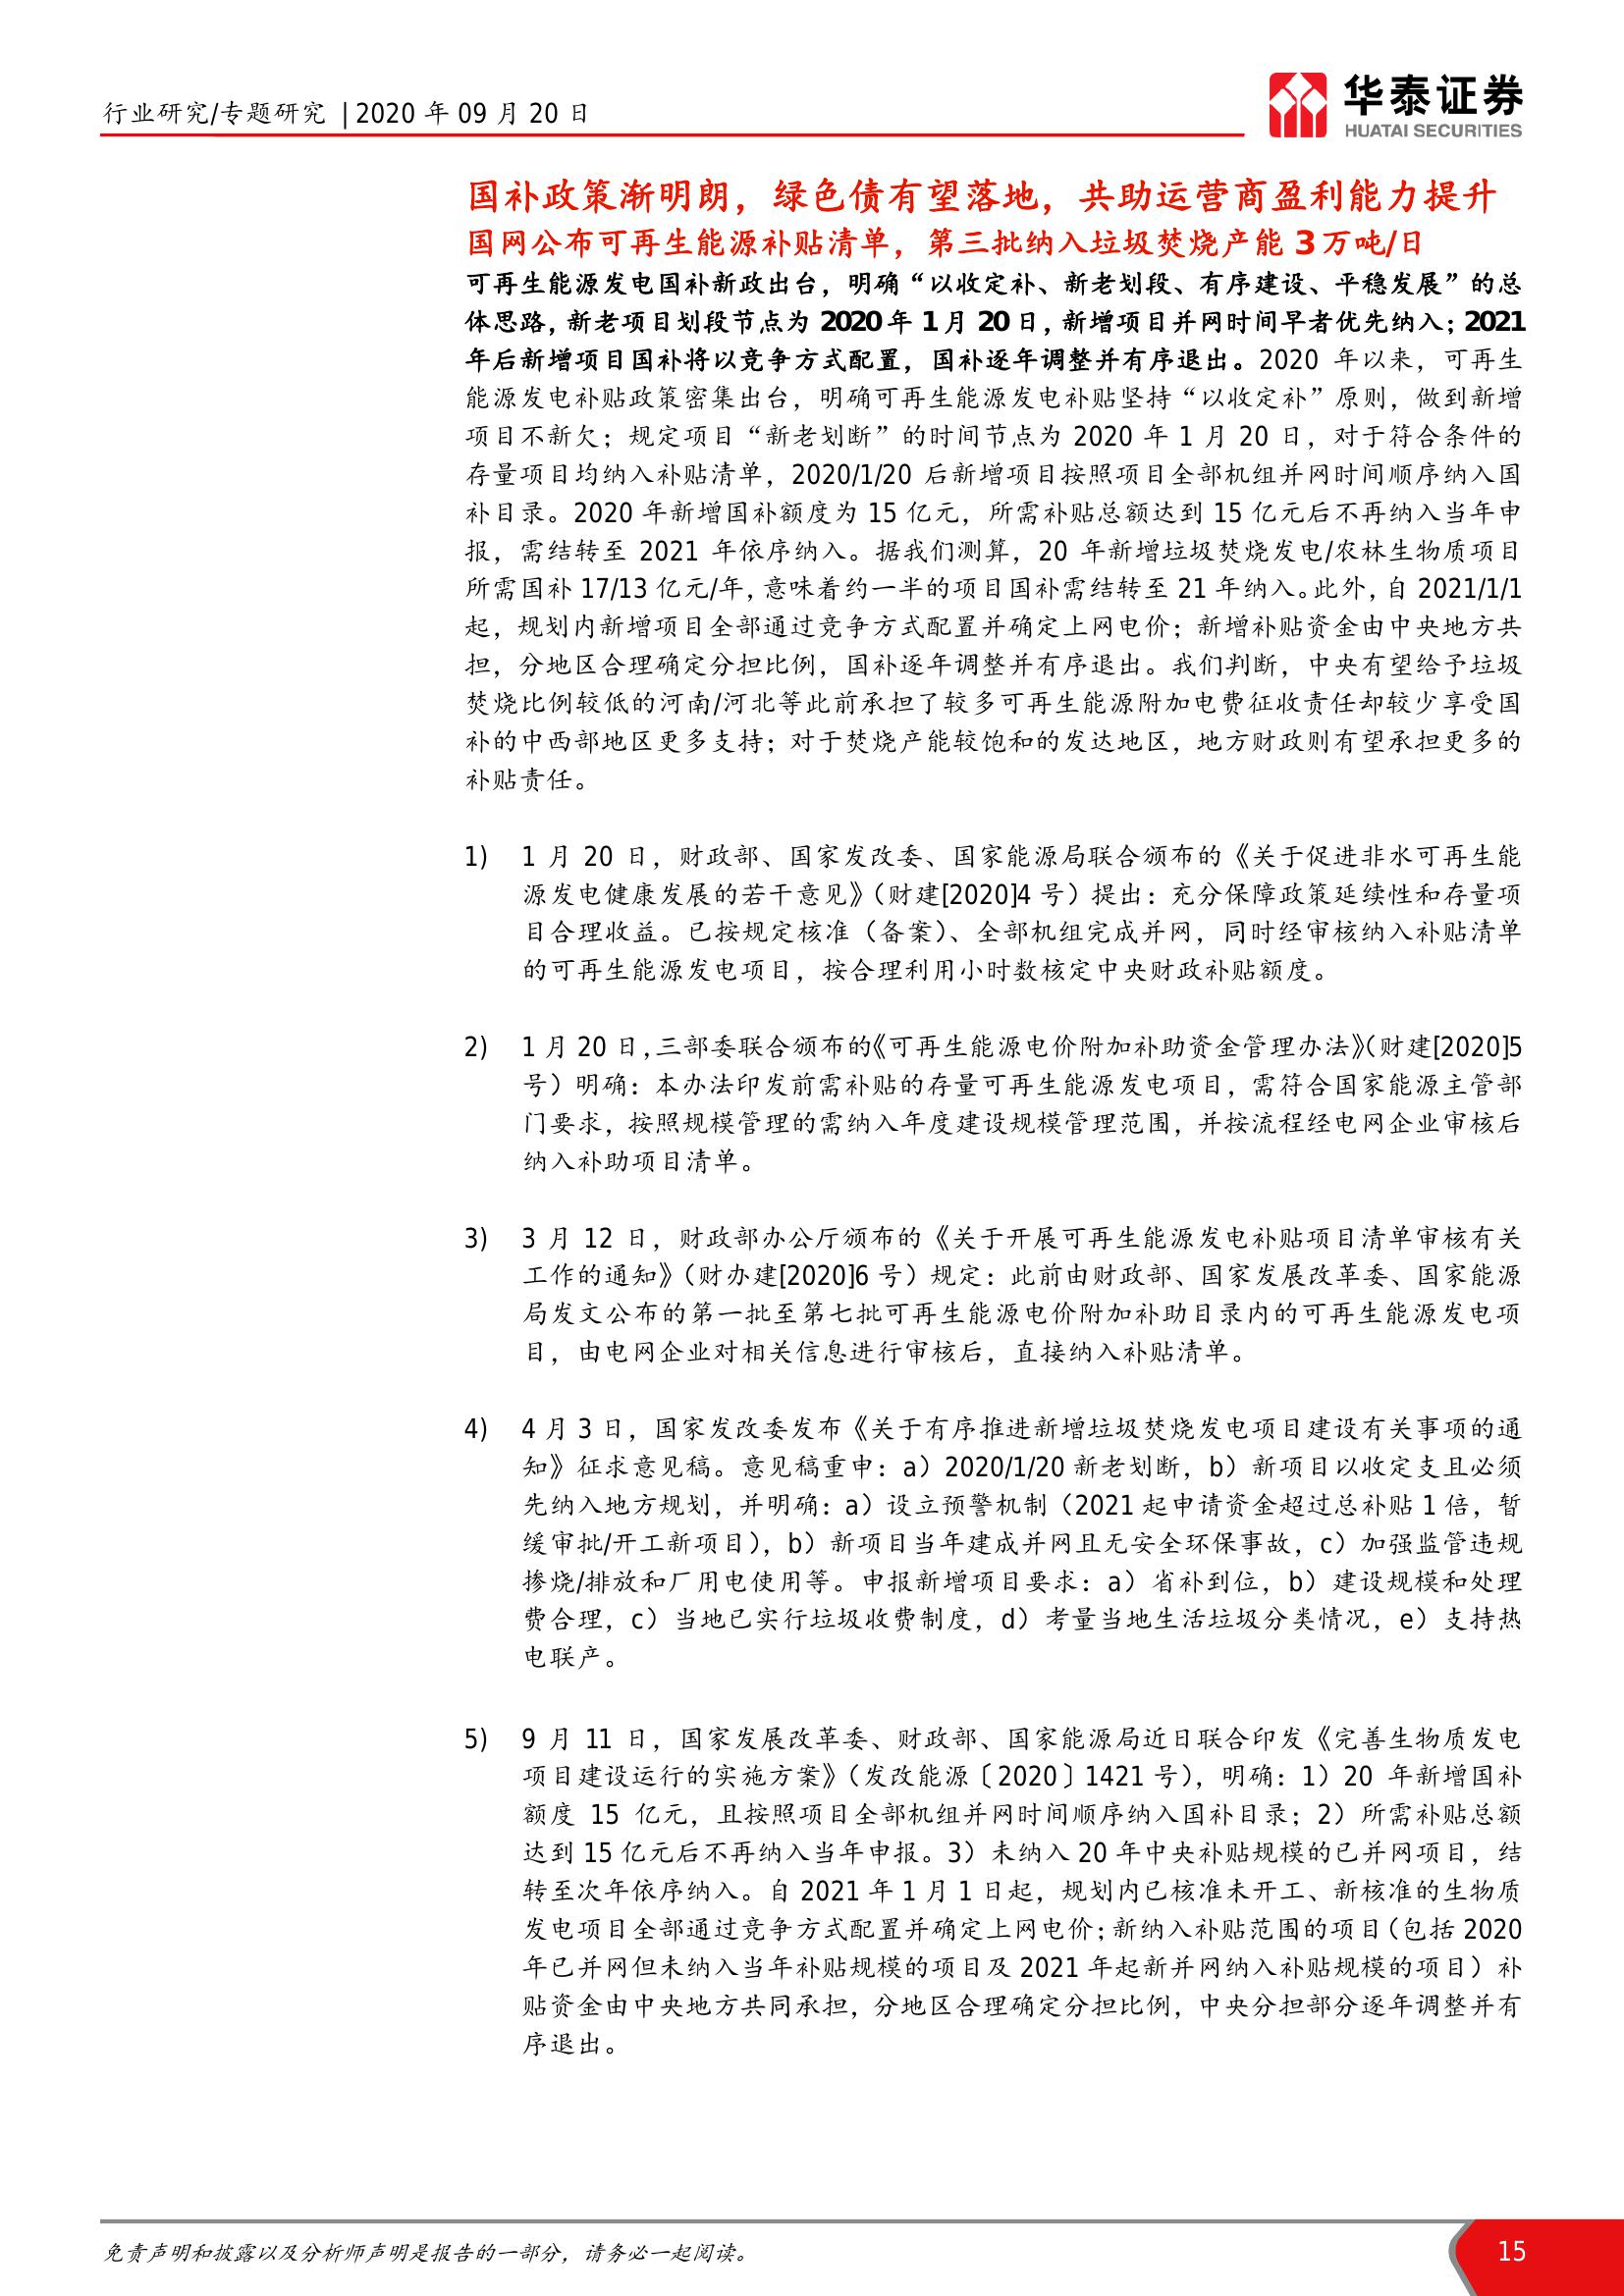 行业研究/专题研究 | 2020 年 09 月 20 日
华泰证券
HUATAI SECURITIES
国补政策渐明朗，绿色债有望落地，共助运营商盈利能力提升
国网公布可再生能源补贴清单，第三批纳入垃圾焚烧产能 3 万吨/日
可再生能源发电国补新政出台，明确“以收定补、新老划段、有序建设、平稳发展”的总
体思路，新老项目划段节点为 2020 年 1 月 20 日，新增项目并网时间早者优先纳入；2021
年后新增项目国补将以竞争方式配置，国补逐年调整并有序退出。2020 年以来，可再生
能源发电补贴政策密集出台，明确可再生能源发电补贴坚持“以收定补”原则，做到新增
项目不新欠；规定项目“新老划断”的时间节点为 2020 年 1 月 20 日，对于符合条件的
存量项目均纳入补贴清单，2020/1/20 后新增项目按照项目全部机组并网时间顺序纳入国
补目录。2020 年新增国补额度为 15 亿元，所需补贴总额达到 15 亿元后不再纳入当年申
报，需结转至 2021 年依序纳入。据我们测算，20 年新增垃圾焚烧发电/农林生物质项目
所需国补 17/13 亿元/年，意味着约一半的项目国补需结转至 21 年纳入。此外，自 2021/1/1
起，规划内新增项目全部通过竞争方式配置并确定上网电价；新增补贴资金由中央地方共
担，分地区合理确定分担比例，国补逐年调整并有序退出。我们判断，中央有望给予垃圾
焚烧比例较低的河南/河北等此前承担了较多可再生能源附加电费征收责任却较少享受国
补的中西部地区更多支持；对于焚烧产能较饱和的发达地区，地方财政则有望承担更多的
补贴责任。
1) 1 月 20 日，财政部、国家发改委、国家能源局联合颁布的《关于促进非水可再生能
源发电健康发展的若干意见》（财建[2020]4 号）提出：充分保障政策延续性和存量项
目合理收益。已按规定核准（备案）、全部机组完成并网，同时经审核纳入补贴清单
的可再生能源发电项目，按合理利用小时数核定中央财政补贴额度。
2) 1 月 20 日，三部委联合颁布的《可再生能源电价附加补助资金管理办法》（财建[2020]5
号）明确：本办法印发前需补贴的存量可再生能源发电项目，需符合国家能源主管部
门要求，按照规模管理的需纳入年度建设规模管理范围，并按流程经电网企业审核后
纳入补助项目清单。
3) 3 月 12 日，财政部办公厅颁布的《关于开展可再生能源发电补贴项目清单审核有关
工作的通知》（财办建[2020]6 号）规定：此前由财政部、国家发展改革委、国家能源
局发文公布的第一批至第七批可再生能源电价附加补助目录内的可再生能源发电项
目，由电网企业对相关信息进行审核后，直接纳入补贴清单。
4) 4 月 3 日，国家发改委发布《关于有序推进新增垃圾焚烧发电项目建设有关事项的通
知》征求意见稿。意见稿重申：a）2020/1/20 新老划断，b）新项目以收定支且必须
先纳入地方规划，并明确：a）设立预警机制（2021 起申请资金超过总补贴 1 倍，暂
缓审批/开工新项目），b）新项目当年建成并网且无安全环保事故，c）加强监管违规
掺烧/排放和厂用电使用等。申报新增项目要求：a）省补到位，b）建设规模和处理
费合理，c）当地已实行垃圾收费制度，d）考量当地生活垃圾分类情况，e）支持热
电联产。
5) 9 月 11 日，国家发展改革委、财政部、国家能源局近日联合印发《完善生物质发电
项目建设运行的实施方案》（发改能源〔2020〕1421 号），明确：1）20 年新增国补
额度 15 亿元，且按照项目全部机组并网时间顺序纳入国补目录；2）所需补贴总额
达到 15 亿元后不再纳入当年申报。3）未纳入 20 年中央补贴规模的已并网项目，结
转至次年依序纳入。自 2021 年 1 月 1 日起，规划内已核准未开工、新核准的生物质
发电项目全部通过竞争方式配置并确定上网电价；新纳入补贴范围的项目（包括 2020
年已并网但未纳入当年补贴规模的项目及 2021 年起新并网纳入补贴规模的项目）补
贴资金由中央地方共同承担，分地区合理确定分担比例，中央分担部分逐年调整并有
序退出。
免责声明和披露以及分析师声明是报告的一部分，请务必一起阅读。
15